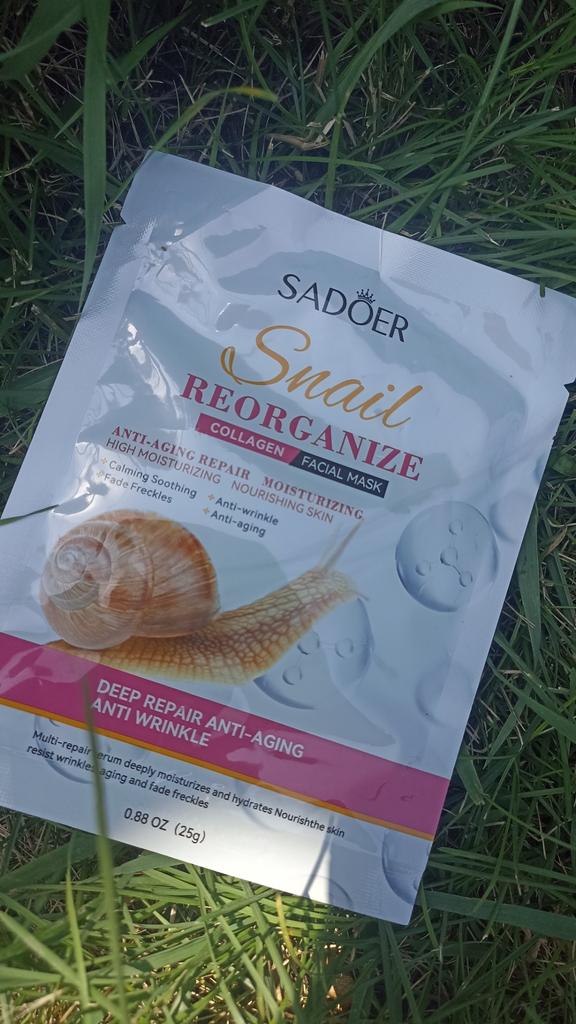 SADOER
Snail
REORGANIZE
COLLAGEN FACIAL MASK
ANTI-AGING REPAIR MOISTURIZING
HIGH MOISTURIZING NOURISHING SKIN
Calming Soothing
Fade Freckles
Anti-wrinkle
Anti-aging
DEEP REPAIR ANTI-AGING
ANTI WRINKLE
Multi-repair serum deeply moisturizes and hydrates Nourishthe skin
resist wrinkles aging and fade freckles
0.88 OZ (25g)